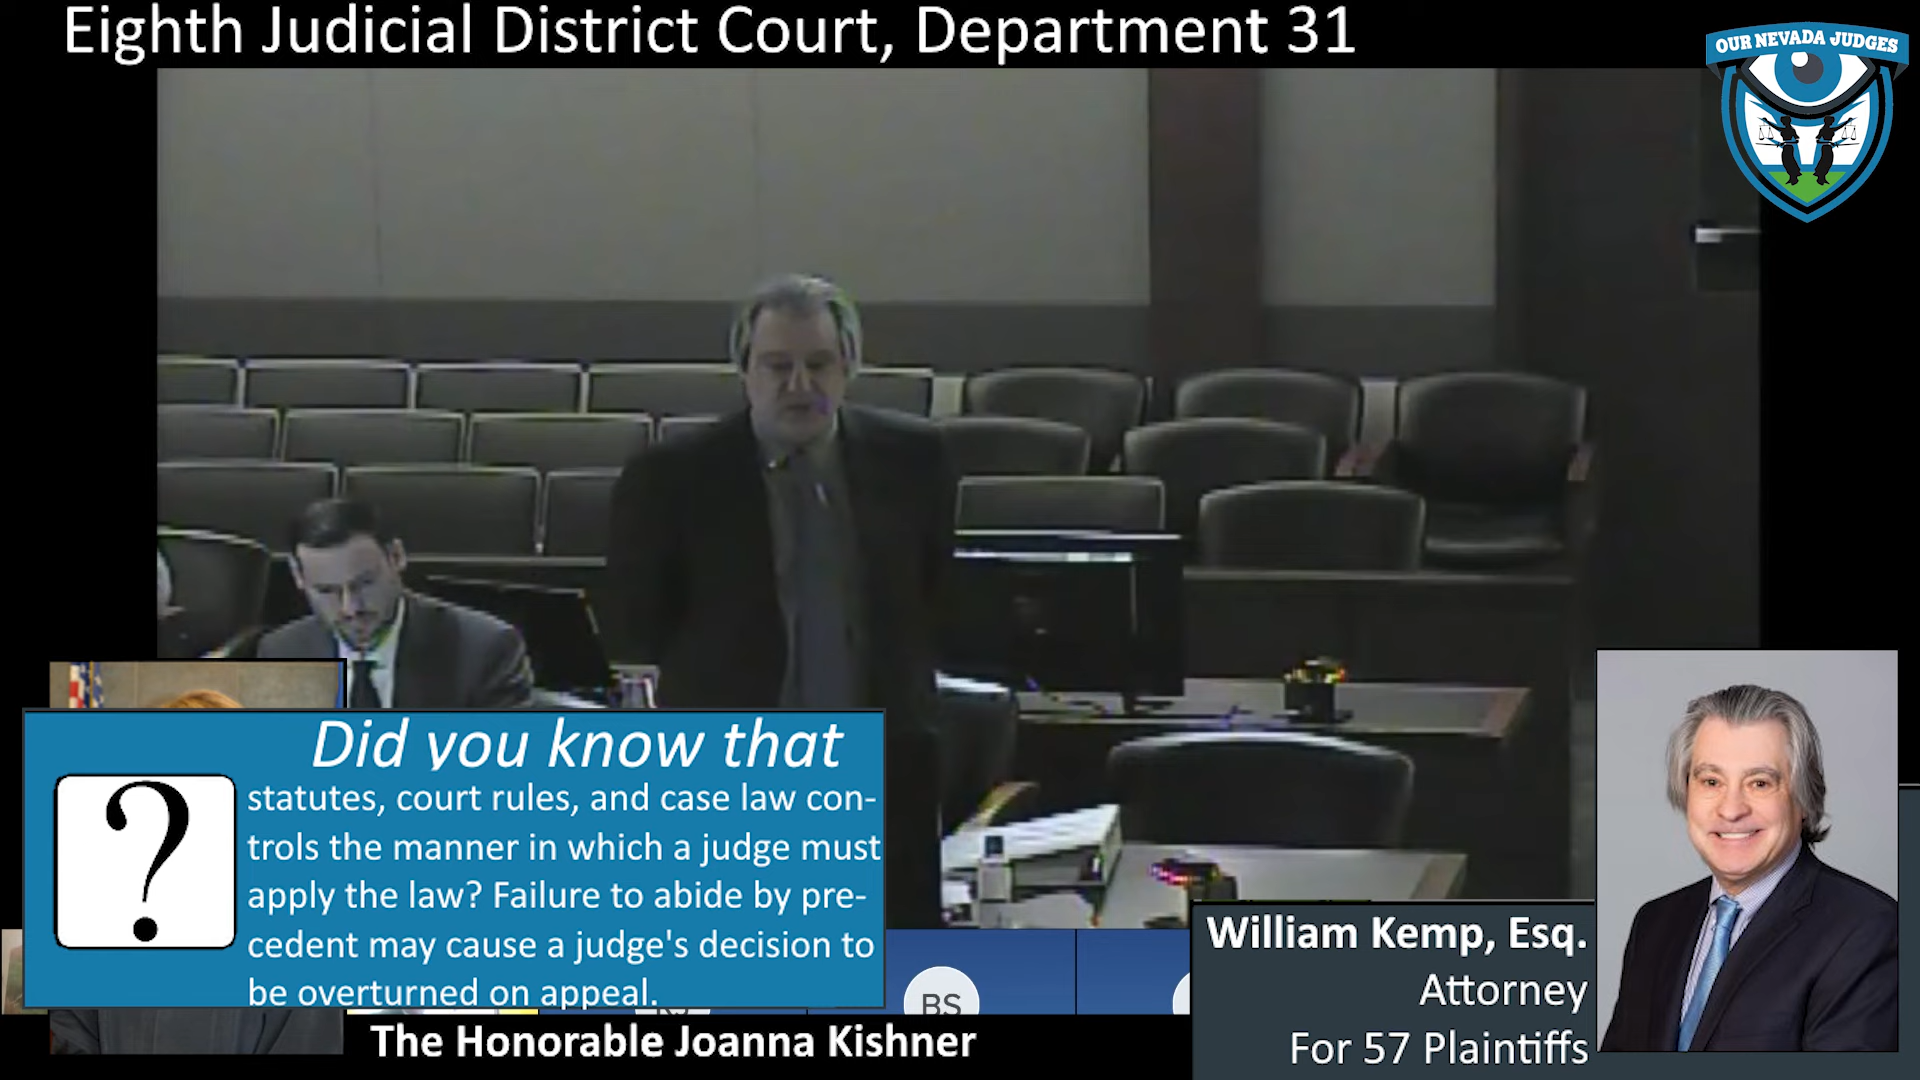 Eighth Judicial District Court, Department 31
OUR NEVADA JUDGES
Did you know that
?
statutes, court rules, and case law con-
trols the manner in which a judge must
apply the law? Failure to abide by pre-
cedent may cause a judge's decision to
be overturned on appeal.
BS
The Honorable Joanna Kishner
William Kemp, Esq.
Attorney
For 57 Plaintiffs